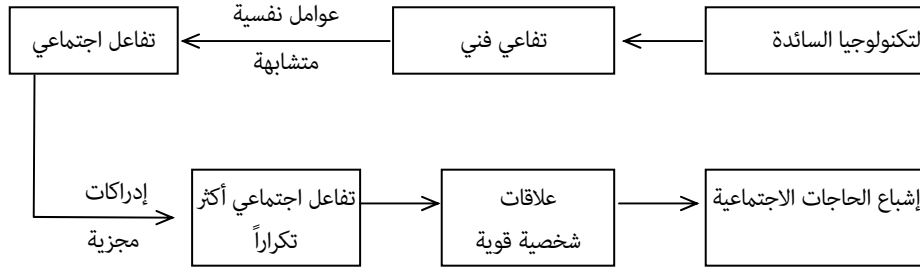 لتكنولوجيا السائدة
تفاعي فني
عوامل نفسية
متشابهة
تفاعل اجتماعي
إدراكات
مجزية
تفاعل اجتماعي أكثر
تكراراً
علاقات
شخصية قوية
إشباع الحاجات الاجتماعية